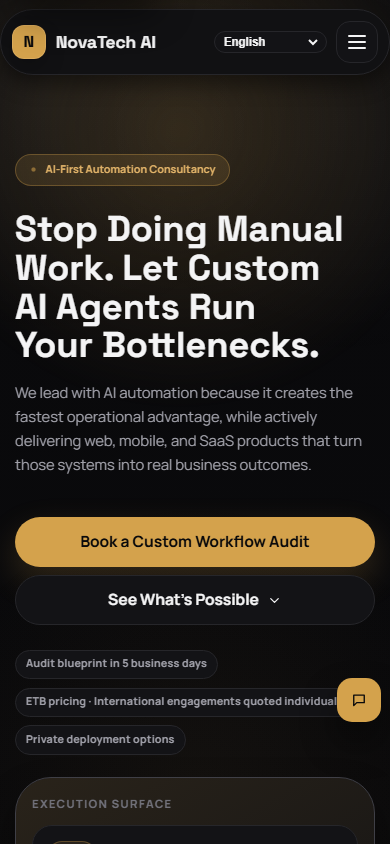 N NovaTech AI English
AI-First Automation Consultancy
Stop Doing Manual
Work. Let Custom
AI Agents Run
Your Bottlenecks.
We lead with AI automation because it creates the
fastest operational advantage, while actively
delivering web, mobile, and SaaS products that turn
those systems into real business outcomes.
Book a Custom Workflow Audit
See What's Possible
Audit blueprint in 5 business days
ETB pricing · International engagements quoted
Private deployment options
EXECUTION SURFACE